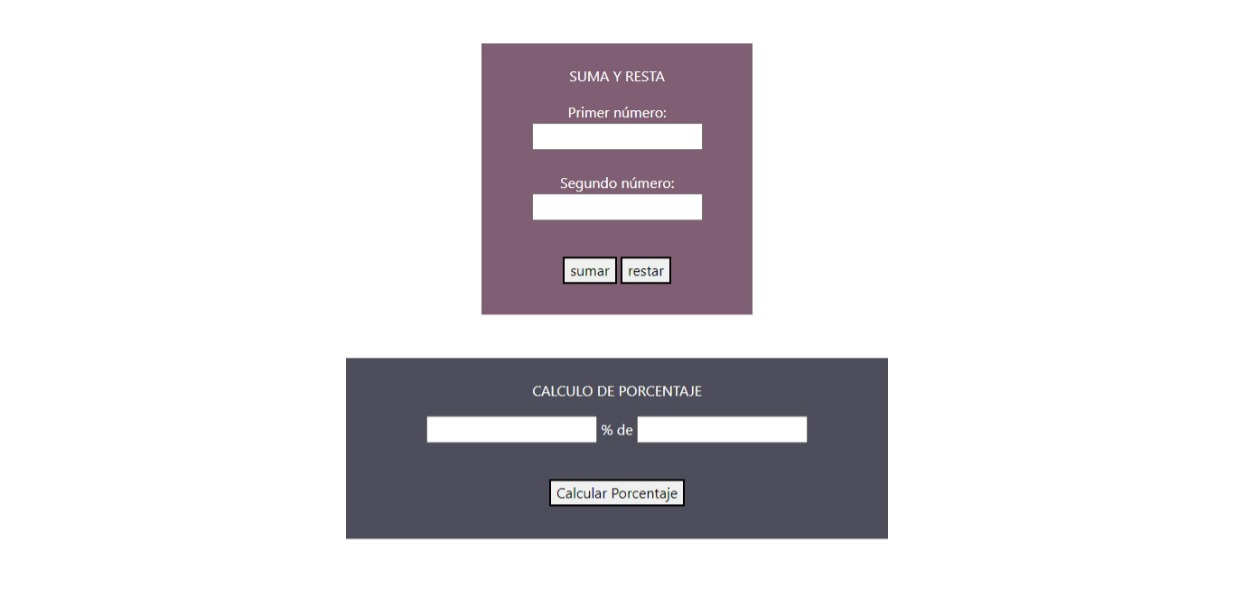 SUMA Y RESTA
Primer número:
Segundo número:
sumar restar
CALCULO DE PORCENTAJE
% de
Calcular Porcentaje